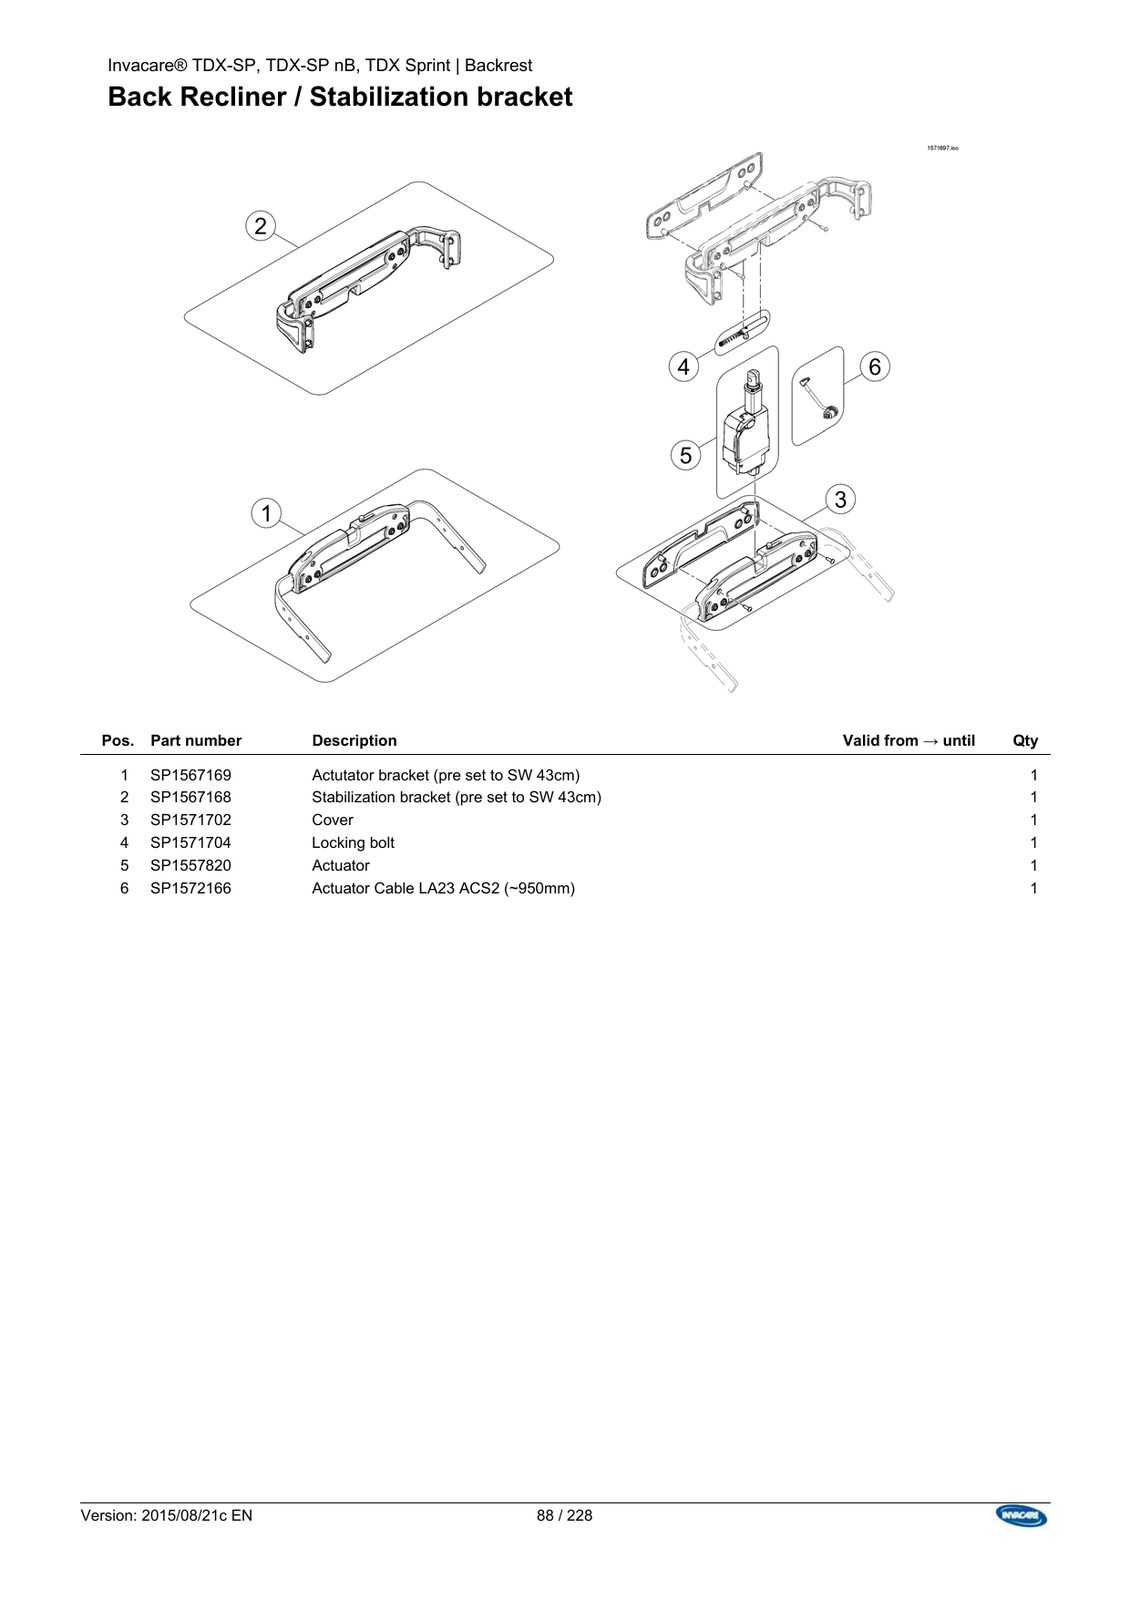 Invacare® TDX-SP, TDX-SP nB, TDX Sprint | Backrest
Back Recliner / Stabilization bracket
1571697.iso
2
4
6
5
1
3
Pos. Part number Description Valid from → until Qty
1 SP1567169 Actutator bracket (pre set to SW 43cm) 1
2 SP1567168 Stabilization bracket (pre set to SW 43cm) 1
3 SP1571702 Cover 1
4 SP1571704 Locking bolt 1
5 SP1557820 Actuator 1
6 SP1572166 Actuator Cable LA23 ACS2 (~950mm) 1
Version: 2015/08/21c EN 88 / 228 INVACARE